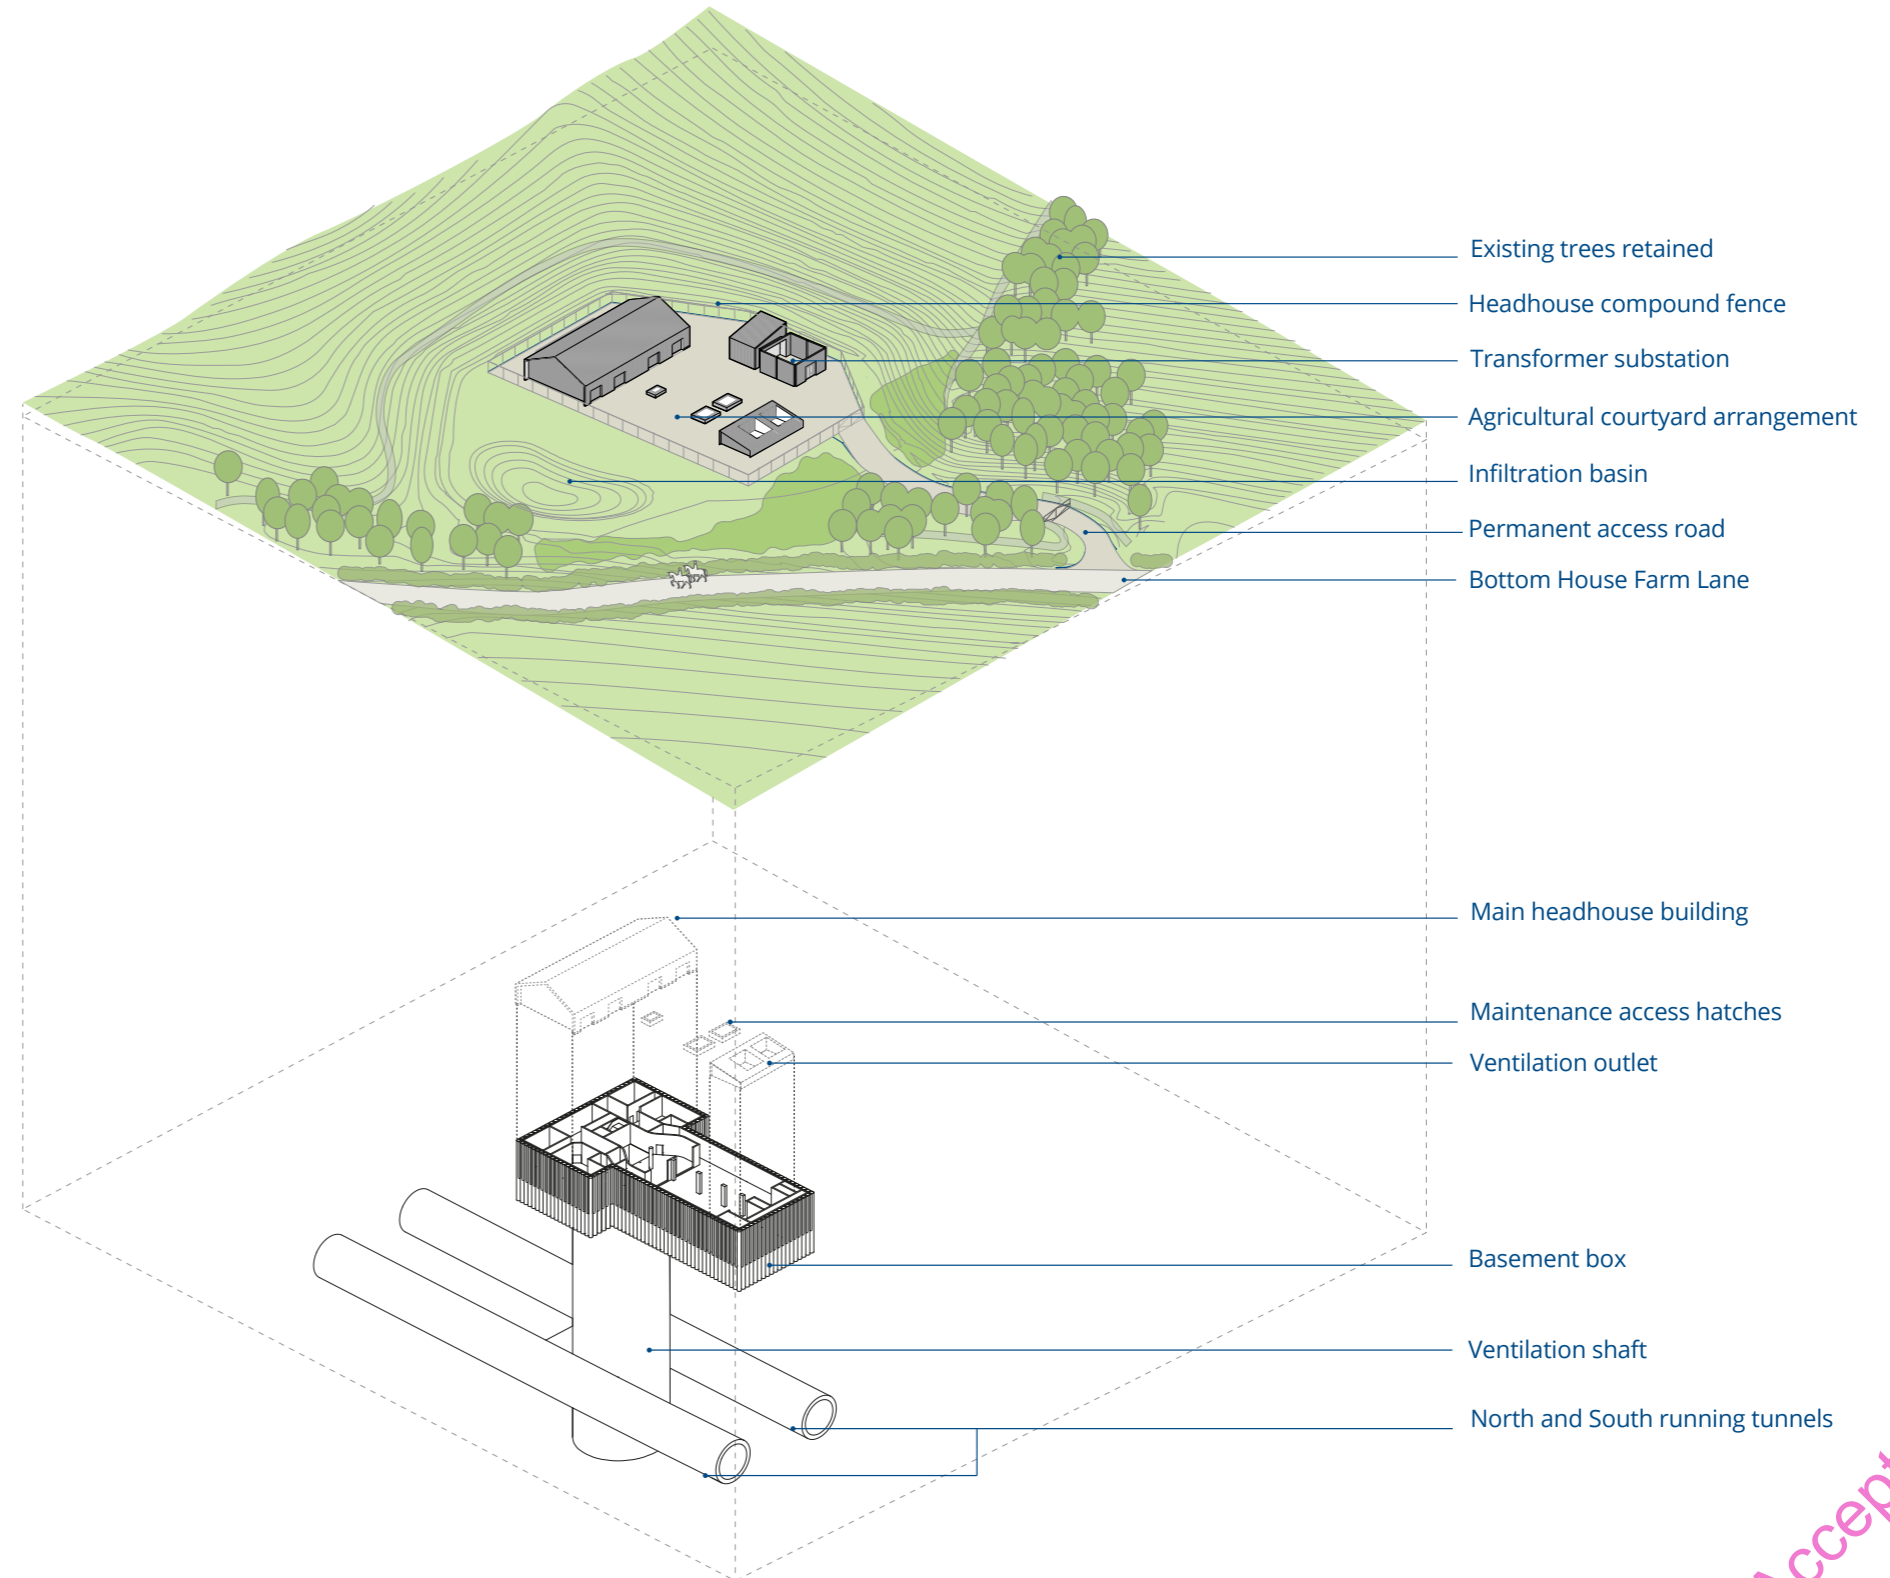 Existing trees retained
Headhouse compound fence
Transformer substation
Agricultural courtyard arrangement
Infiltration basin
Permanent access road
Bottom House Farm Lane
Main headhouse building
Maintenance access hatches
Ventilation outlet
Basement box
Ventilation shaft
North and South running tunnels